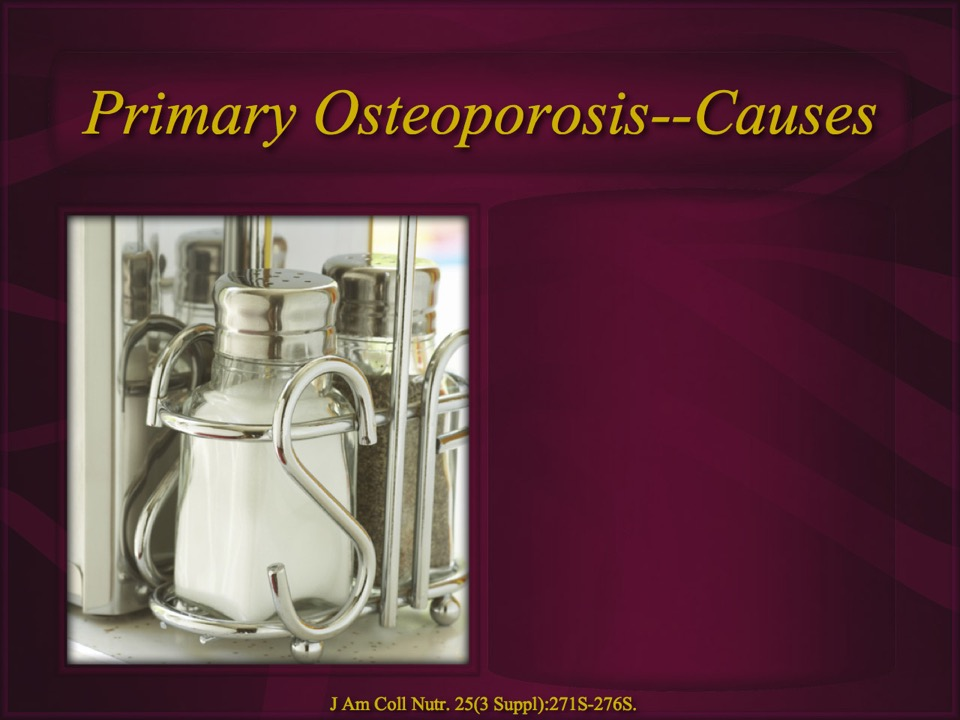 Primary Osteoporosis--Causes
J Am Coll Nutr. 25(3 Suppl):271S-276S.